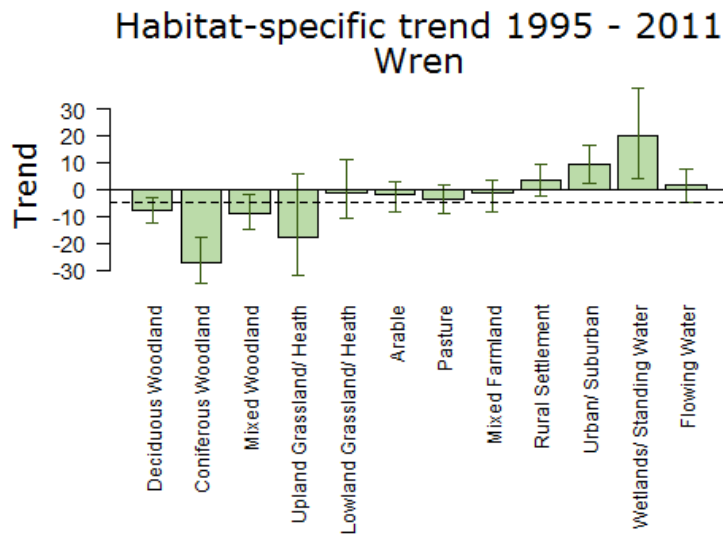 Habitat-specific trend 1995 - 2011
Wren
Trend
30
20
10
0
-10
-20
-30
Deciduous Woodland
Coniferous Woodland
Mixed Woodland
Upland Grassland/ Heath
Lowland Grassland/ Heath
Arable
Pasture
Mixed Farmland
Rural Settlement
Urban/ Suburban
Wetlands/ Standing Water
Flowing Water